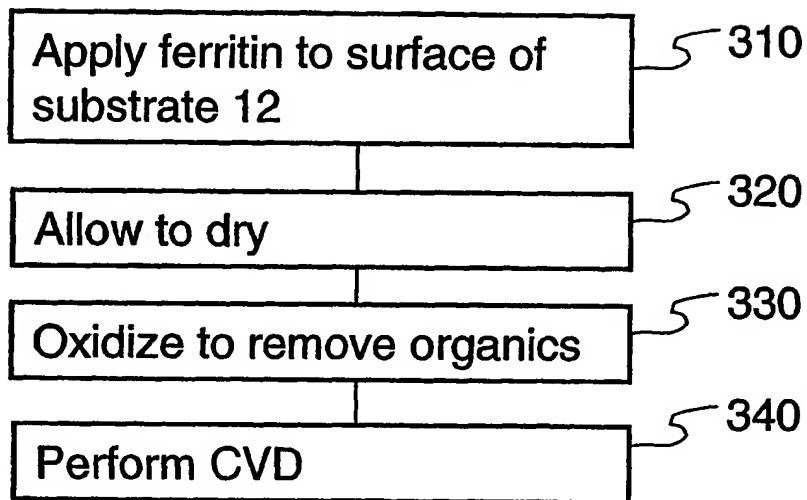 Apply ferritin to surface of
substrate 12
310
Allow to dry
320
Oxidize to remove organics
330
Perform CVD
340